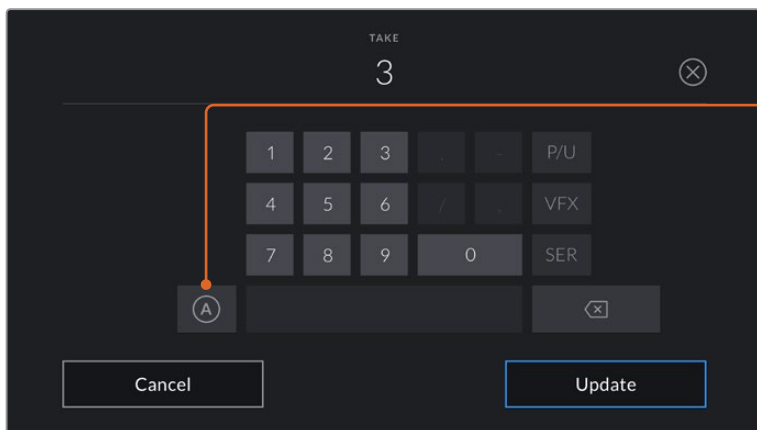 TAKE
3
1 2 3 . - P/U
4 5 6 / , VFX
7 8 9 0 SER
A
Cancel Update